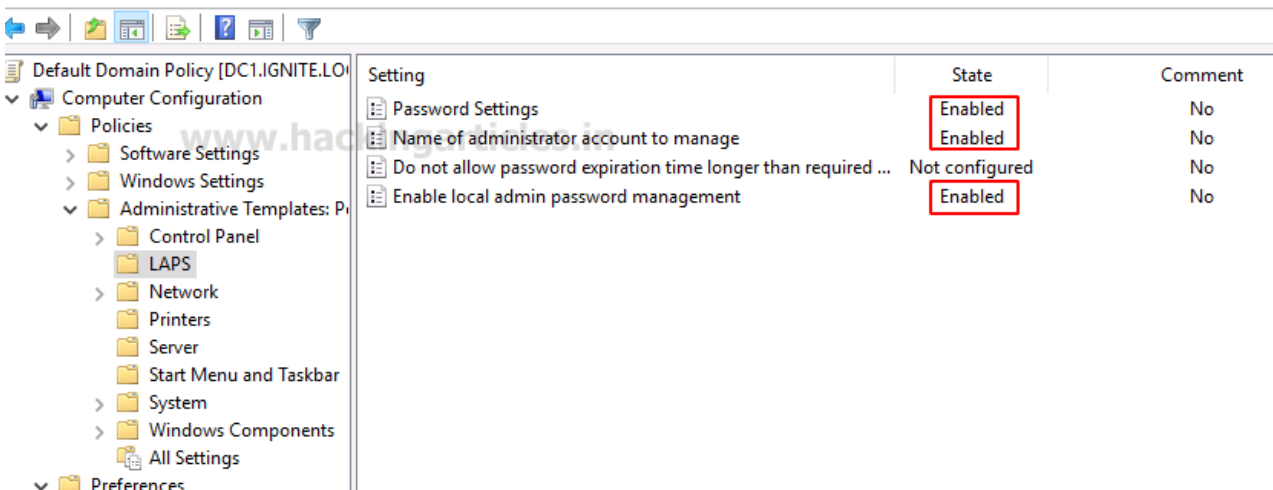 Default Domain Policy [DC1.IGNITE.LO
Computer Configuration
Policies
Software Settings
Windows Settings
Administrative Templates: P
Control Panel
LAPS
Network
Printers
Server
Start Menu and Taskbar
System
Windows Components
All Settings
Preferences
Setting State Comment
Password Settings Enabled No
Name of administrator account to manage Enabled No
Do not allow password expiration time longer than required ... Not configured No
Enable local admin password management Enabled No
www.hackingarticles.in